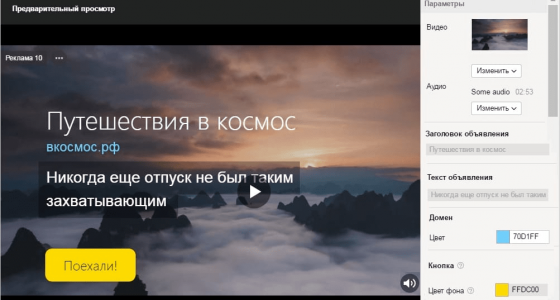 Предварительный просмотр
Реклама 10 •••
Путешествия в космос
вкосмос.рф
Никогда еще отпуск не был таким
захватывающим
Поехали!
Параметры
Видео
Изменить
Аудио
Some audio 02:53
Изменить
Заголовок объявления
Путешествия в космос
Текст объявления
Никогда еще отпуск не был таким
Домен
Цвет 70D1FF
Кнопка ?
Цвет фона ? FFDC00